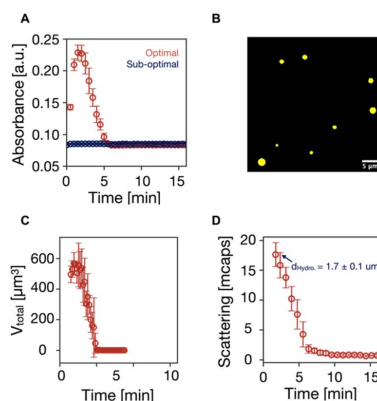 A
0.25
0.20
0.15
0.10
0.05
Absorbance [a.u.]
Optimal
Sub-optimal
0
5
10
15
Time [min]
B
5 µm
C
600
400
200
0
Vtotal [µm³]
0
5
10
Time [min]
D
20
15
10
5
0
Scattering [mcaps]
dHydro. = 1.7 ± 0.1 um
0
5
10
15
Time [min]